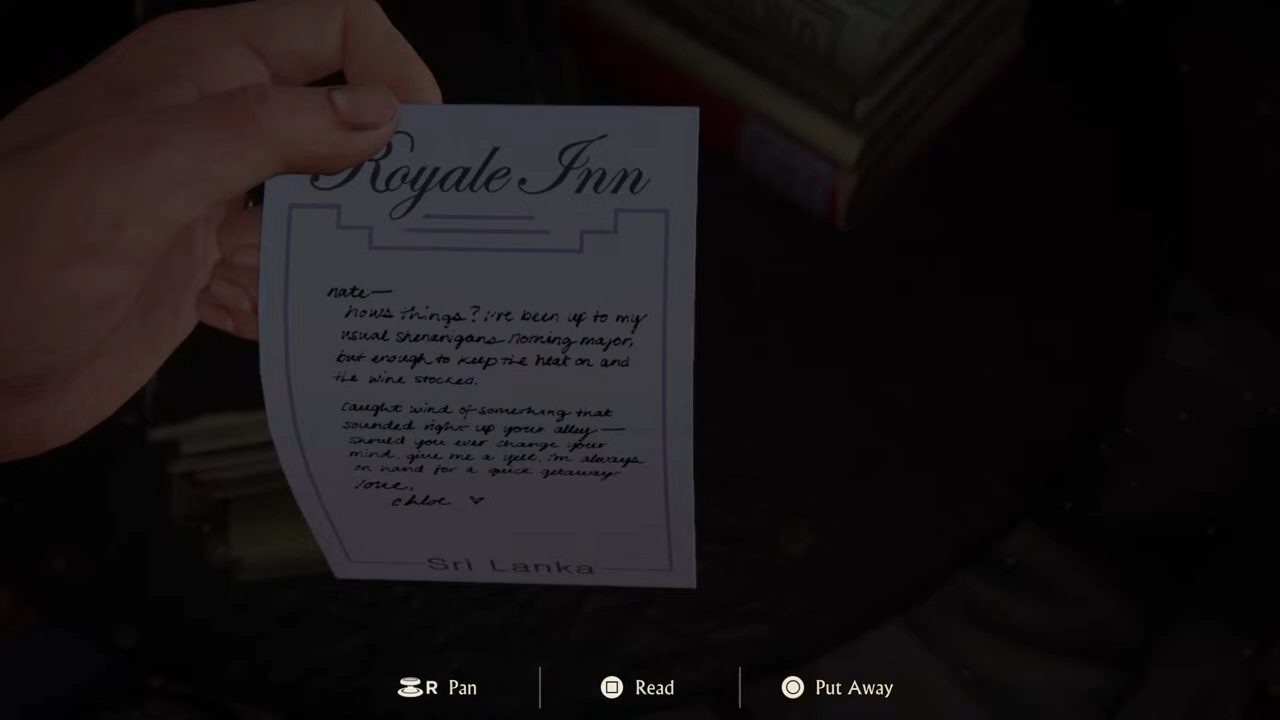 Royale Inn
nate—
hows things? i've been up to my
usual shenanigans. nothing major,
but enough to keep the heat on and
the wine stocked.
Caught wind of something that
sounded right up your alley—
should you ever change your
mind, give me a yell. i'm always
on hand for a quick getaway
love,
chloe
Sri Lanka
R Pan
Read
Put Away